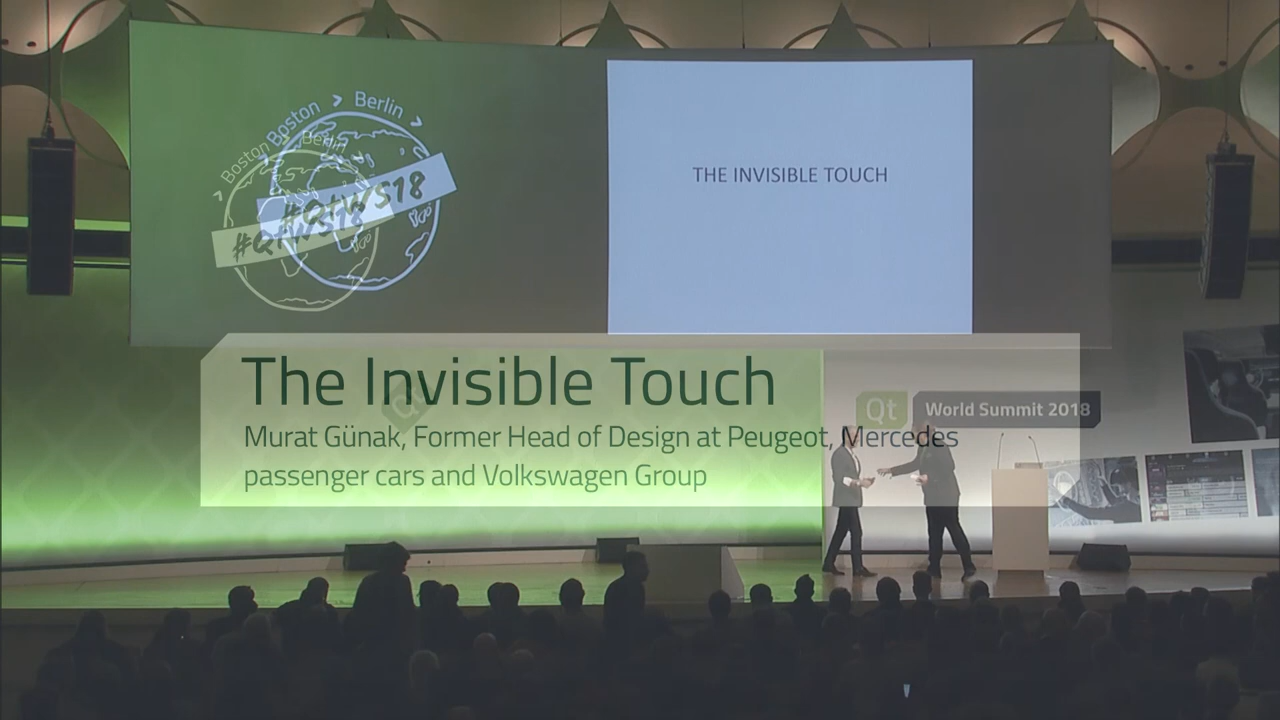 Boston > Berlin >
#QtWS18
Boston > Berlin
#QtWS18
THE INVISIBLE TOUCH
The Invisible Touch
Murat Günak, Former Head of Design at Peugeot, Mercedes
passenger cars and Volkswagen Group
Qt World Summit 2018
Qt